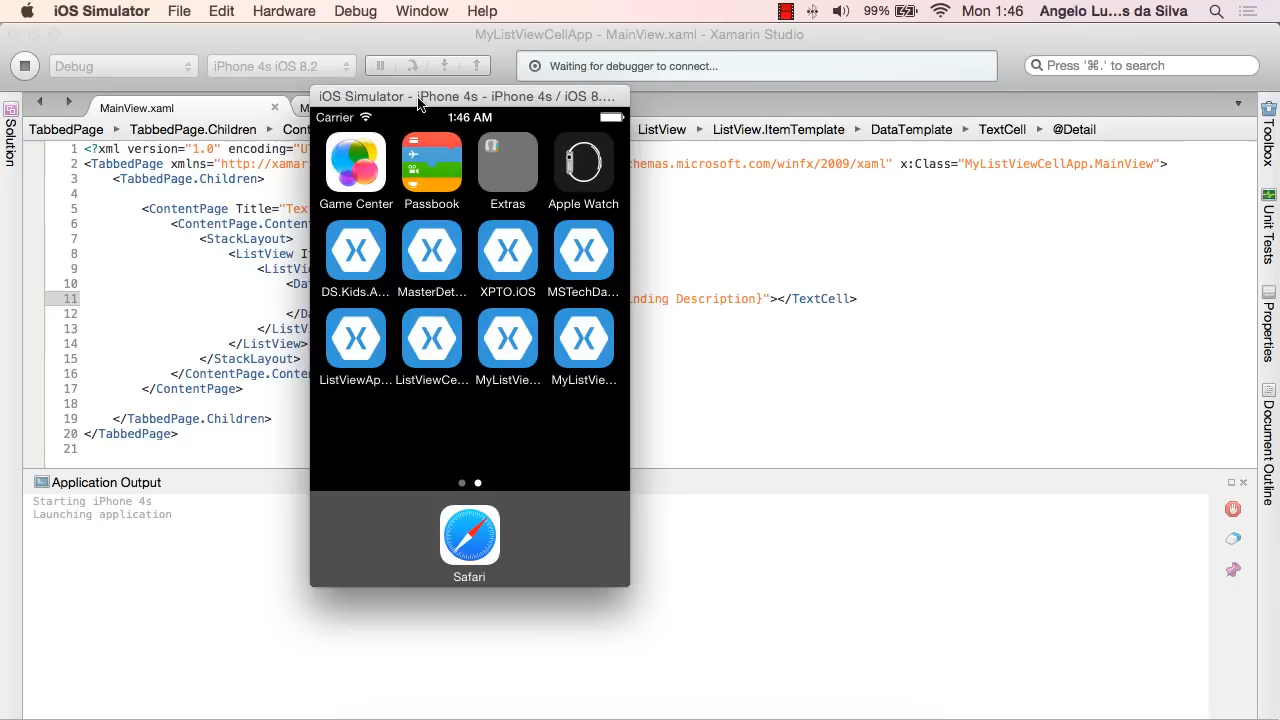 iOS Simulator File Edit Hardware Debug Window Help 99% Mon 1:46 Angelo Lu...s da Silva
MyListViewCellApp - MainView.xaml - Xamarin Studio
Debug iPhone 4s iOS 8.2 Waiting for debugger to connect... Press '⌘.' to search
iOS Simulator - iPhone 4s - iPhone 4s / iOS 8....
MainView.xaml
Carrier 1:46 AM
TabbedPage TabbedPage.Children Cont ListView ListView.ItemTemplate DataTemplate TextCell @Detail
1 <?xml version="1.0" encoding="U
2 <TabbedPage xmlns="http://xamar hemas.microsoft.com/winfx/2009/xaml" x:Class="MyListViewCellApp.MainView">
3 <TabbedPage.Children>
4
5 <ContentPage Title="Tex
6 <ContentPage.Conten
7 <StackLayout>
8 <ListView I
9 <ListVi
10 <Da
11 nding Description}"></TextCell>
12 </Da
13 </ListV
14 </ListView>
15 </StackLayout>
16 </ContentPage.Conte
17 </ContentPage>
18
19 </TabbedPage.Children>
20 </TabbedPage>
21
Game Center Passbook Extras Apple Watch
DS.Kids.A... MasterDet... XPTO.iOS MSTechDa...
ListViewAp... ListViewCe... MyListVie... MyListVie...
Safari
Application Output
Starting iPhone 4s
Launching application
Solution
Toolbox
Unit Tests
Properties
Document Outline